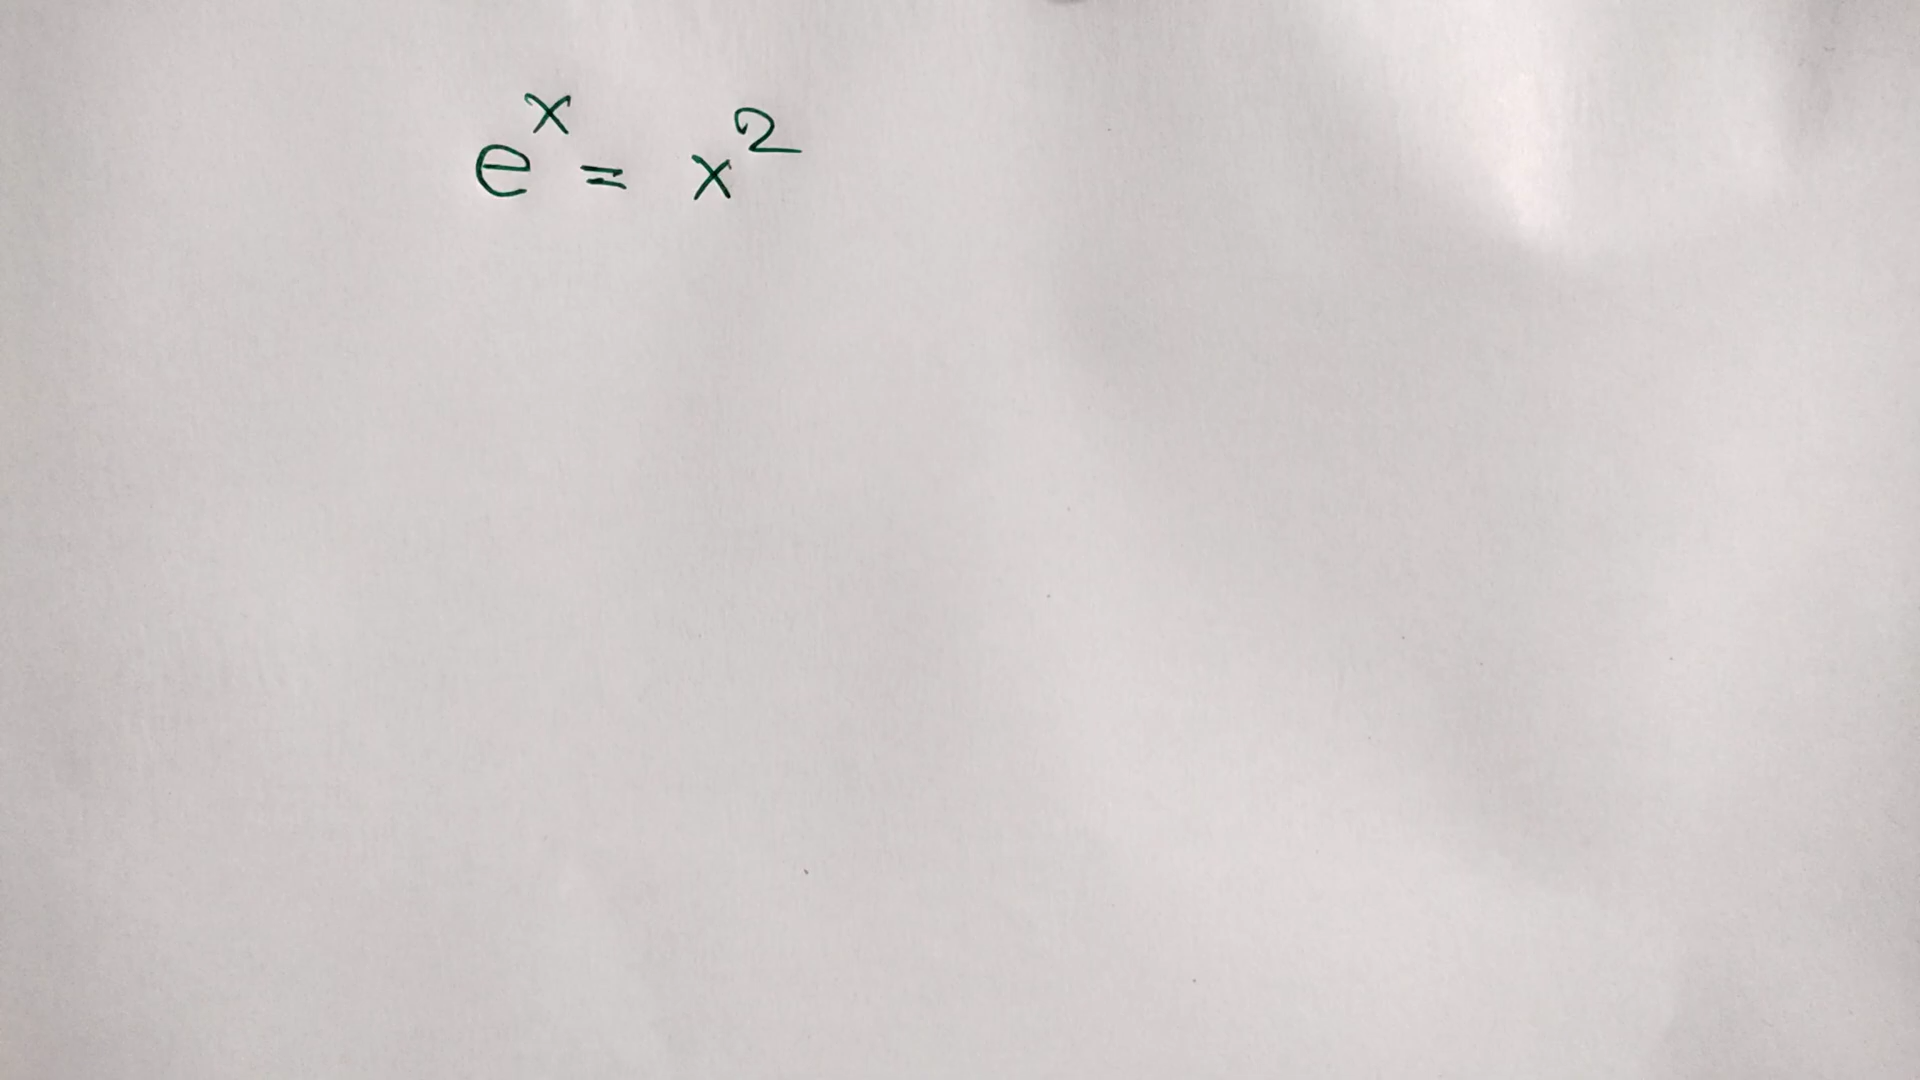 e^x = x^2